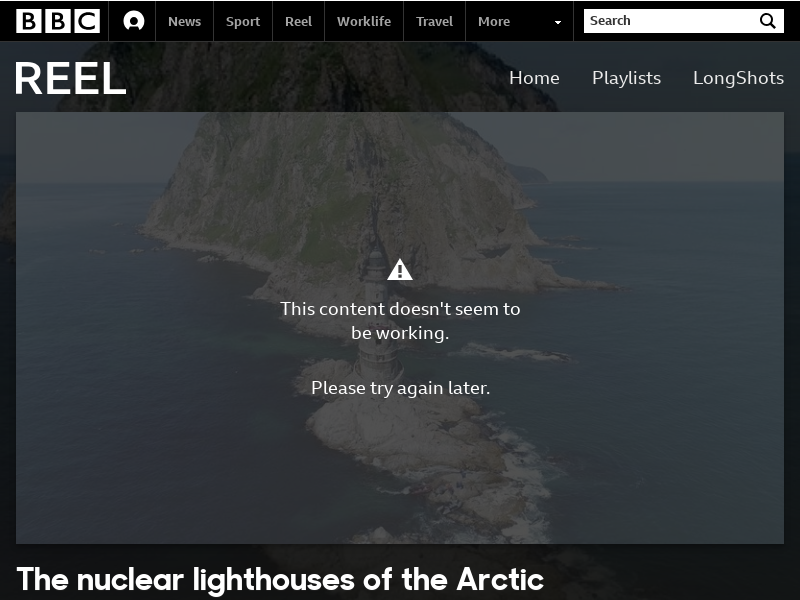 BBC News Sport Reel Worklife Travel More Search
REEL Home Playlists LongShots
This content doesn't seem to
be working.
Please try again later.
The nuclear lighthouses of the Arctic